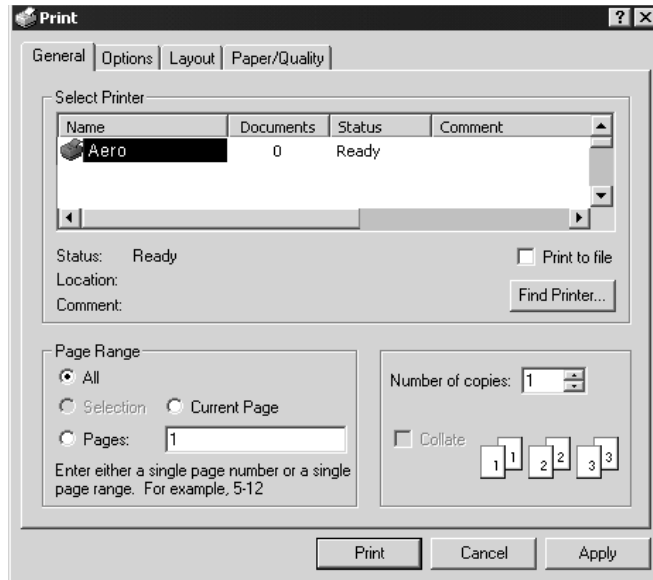 Print
General Options Layout Paper/Quality
Select Printer
Name Documents Status Comment
Aero 0 Ready
Status: Ready
Print to file
Location:
Find Printer...
Comment:
Page Range
All
Number of copies: 1
Selection Current Page
Pages: 1
Collate
1 1 2 2 3 3
Enter either a single page number or a single
page range. For example, 5-12
Print Cancel Apply